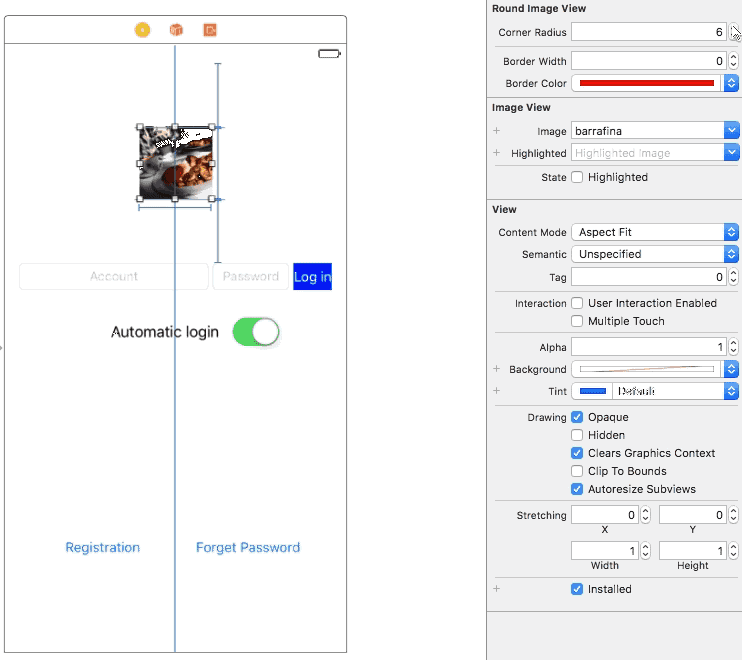 Account
Password
Log in
Automatic login
Registration
Forget Password
Round Image View
Corner Radius 6
Border Width 0
Border Color
Image View
Image barrafina
Highlighted Highlighted Image
State Highlighted
View
Content Mode Aspect Fit
Semantic Unspecified
Tag 0
Interaction User Interaction Enabled
Multiple Touch
Alpha 1
Background
Tint Default
Drawing Opaque
Hidden
Clears Graphics Context
Clip To Bounds
Autoresize Subviews
Stretching 0 0
X Y
1 1
Width Height
Installed